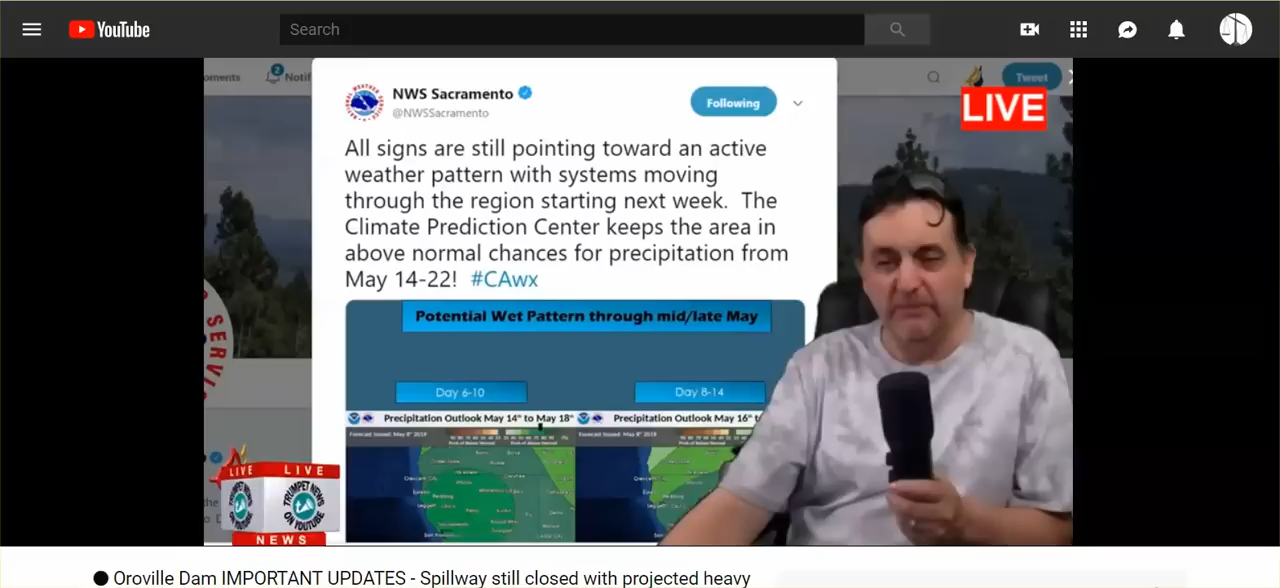 YouTube
Search
oments
2
Notif
Tweet
LIVE
NWS Sacramento
@NWSSacramento
Following
All signs are still pointing toward an active
weather pattern with systems moving
through the region starting next week. The
Climate Prediction Center keeps the area in
above normal chances for precipitation from
May 14-22! #CAwx
Potential Wet Pattern through mid/late May
Day 6-10
Day 8-14
Precipitation Outlook May 14th to May 18th
Precipitation Outlook May 16th t
SERVIC
LIVE LIVE
TRUMPET NEWS
ON YOUTUBE
NEWS
● Oroville Dam IMPORTANT UPDATES - Spillway still closed with projected heavy